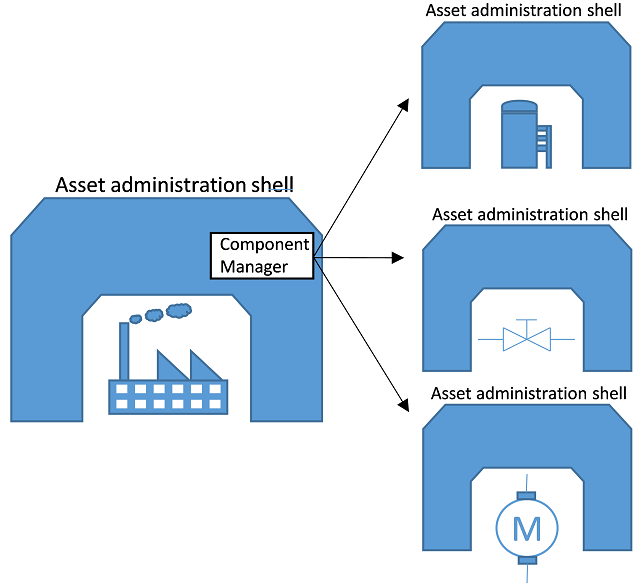 Asset administration shell
Asset administration shell
Component
Manager
Asset administration shell
Asset administration shell
M